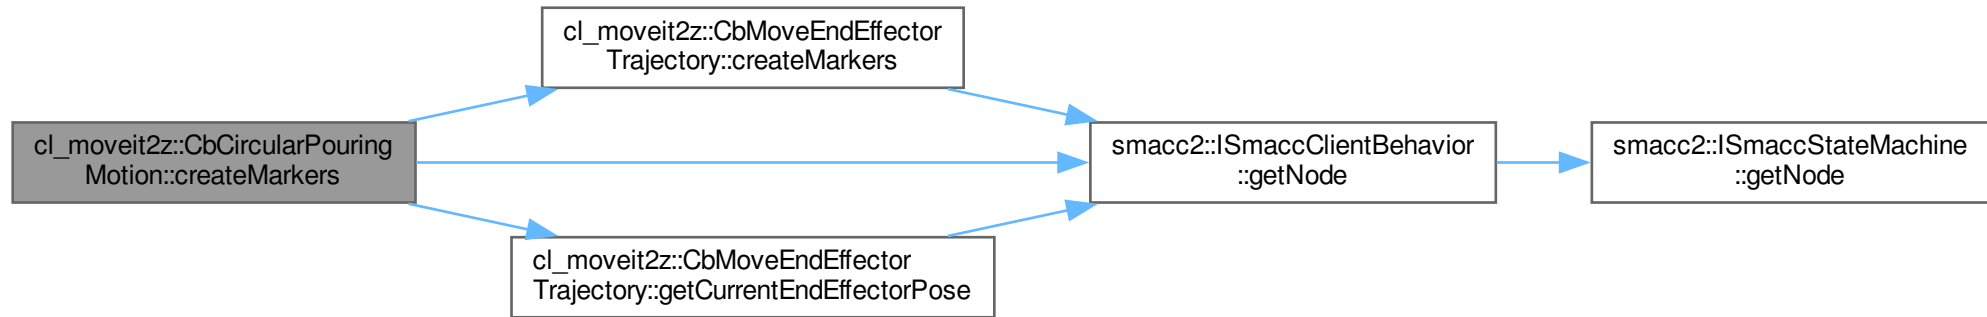 cl_moveit2z::CbMoveEndEffector
Trajectory::createMarkers
cl_moveit2z::CbCircularPouring
Motion::createMarkers
smacc2::ISmaccClientBehavior
::getNode
smacc2::ISmaccStateMachine
::getNode
cl_moveit2z::CbMoveEndEffector
Trajectory::getCurrentEndEffectorPose